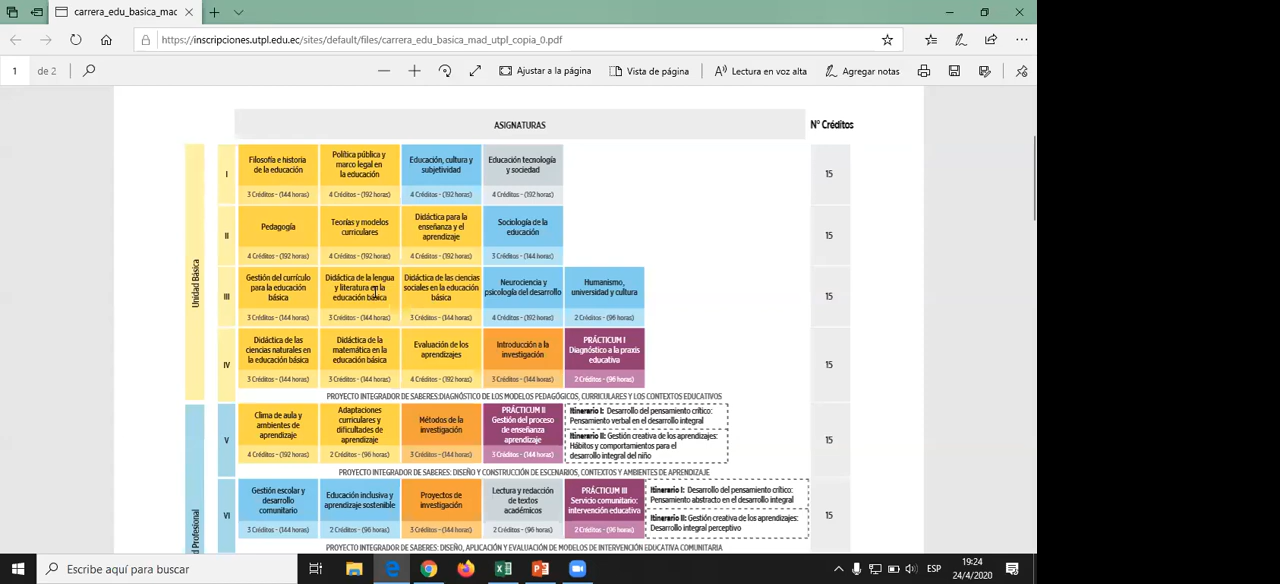 carrera_edu_basica_mad
https://inscripciones.utpl.edu.ec/sites/default/files/carrera_edu_basica_mad_utpl_copia_0.pdf
1 de 2
Ajustar a la página
Vista de página
Lectura en voz alta
Agregar notas
ASIGNATURAS
N° Créditos
Unidad Básica
I
Filosofía e historia
de la educación
3 Créditos - (144 horas)
Política pública y
marco legal en
la educación
4 Créditos - (192 horas)
Educación, cultura y
subjetividad
4 Créditos - (192 horas)
Educación tecnología
y sociedad
4 Créditos - (192 horas)
15
II
Pedagogía
4 Créditos - (192 horas)
Teorías y modelos
curriculares
4 Créditos - (192 horas)
Didáctica para la
enseñanza y el
aprendizaje
4 Créditos - (192 horas)
Sociología de la
educación
3 Créditos - (144 horas)
15
III
Gestión del currículo
para la educación
básica
3 Créditos - (144 horas)
Didáctica de la lengua
y literatura en la
educación básica
3 Créditos - (144 horas)
Didáctica de las ciencias
sociales en la educación
básica
3 Créditos - (144 horas)
Neurociencia y
psicología del desarrollo
4 Créditos - (192 horas)
Humanismo,
universidad y cultura
2 Créditos - (96 horas)
15
IV
Didáctica de las
ciencias naturales en
la educación básica
3 Créditos - (144 horas)
Didáctica de la
matemática en la
educación básica
3 Créditos - (144 horas)
Evaluación de los
aprendizajes
4 Créditos - (192 horas)
Introducción a la
investigación
3 Créditos - (144 horas)
PRÁCTICUM I
Diagnóstico a la praxis
educativa
2 Créditos - (96 horas)
15
PROYECTO INTEGRADOR DE SABERES:DIAGNÓSTICO DE LOS MODELOS PEDAGÓGICOS, CURRICULARES Y LOS CONTEXTOS EDUCATIVOS
V
Clima de aula y
ambientes de
aprendizaje
4 Créditos - (192 horas)
Adaptaciones
curriculares y
dificultades de
aprendizaje
2 Créditos - (96 horas)
Métodos de la
investigación
3 Créditos - (144 horas)
PRÁCTICUM II
Gestión del proceso
de enseñanza
aprendizaje
3 Créditos - (144 horas)
Itinerario I: Desarrollo del pensamiento crítico:
Pensamiento verbal en el desarrollo integral
Itinerario II: Gestión creativa de los aprendizajes:
Hábitos y comportamientos para el
desarrollo integral del niño
15
PROYECTO INTEGRADOR DE SABERES: DISEÑO Y CONSTRUCCIÓN DE ESCENARIOS, CONTEXTOS Y AMBIENTES DE APRENDIZAJE
d Profesional
VI
Gestión escolar y
desarrollo
comunitario
3 Créditos - (144 horas)
Educación inclusiva y
aprendizaje sostenible
2 Créditos - (96 horas)
Proyectos de
investigación
3 Créditos - (144 horas)
Lectura y redacción
de textos
académicos
2 Créditos - (96 horas)
PRÁCTICUM III
Servicio comunitario:
intervención educativa
2 Créditos - (96 horas)
Itinerario I: Desarrollo del pensamiento crítico:
Pensamiento abstracto en el desarrollo integral
Itinerario II: Gestión creativa de los aprendizajes:
Desarrollo integral perceptivo
15
PROYECTO INTEGRADOR DE SABERES: DISEÑO, APLICACIÓN Y EVALUACIÓN DE MODELOS DE INTERVENCIÓN EDUCATIVA COMUNITARIA
Escribe aquí para buscar
ESP
19:24
24/4/2020